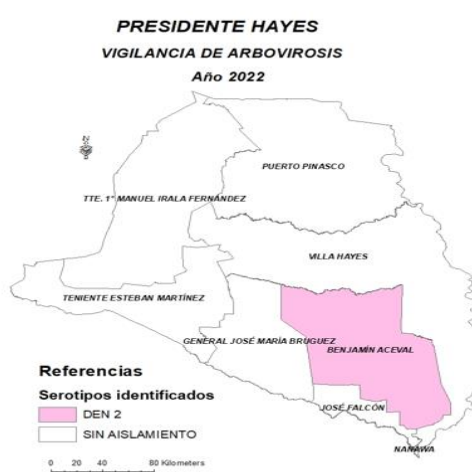 PRESIDENTE HAYES
VIGILANCIA DE ARBOVIROSIS
Año 2022
PUERTO PINASCO
TTE. 1° MANUEL IRALA FERNÁNDEZ
VILLA HAYES
TENIENTE ESTEBAN MARTÍNEZ
GENERAL JOSÉ MARÍA BRUGUEZ
BENJAMÍN ACEVAL
JOSÉ FALCÓN
NANAWA
Referencias
Serotipos identificados
DEN 2
SIN AISLAMIENTO
0 20 40 80 Kilometers